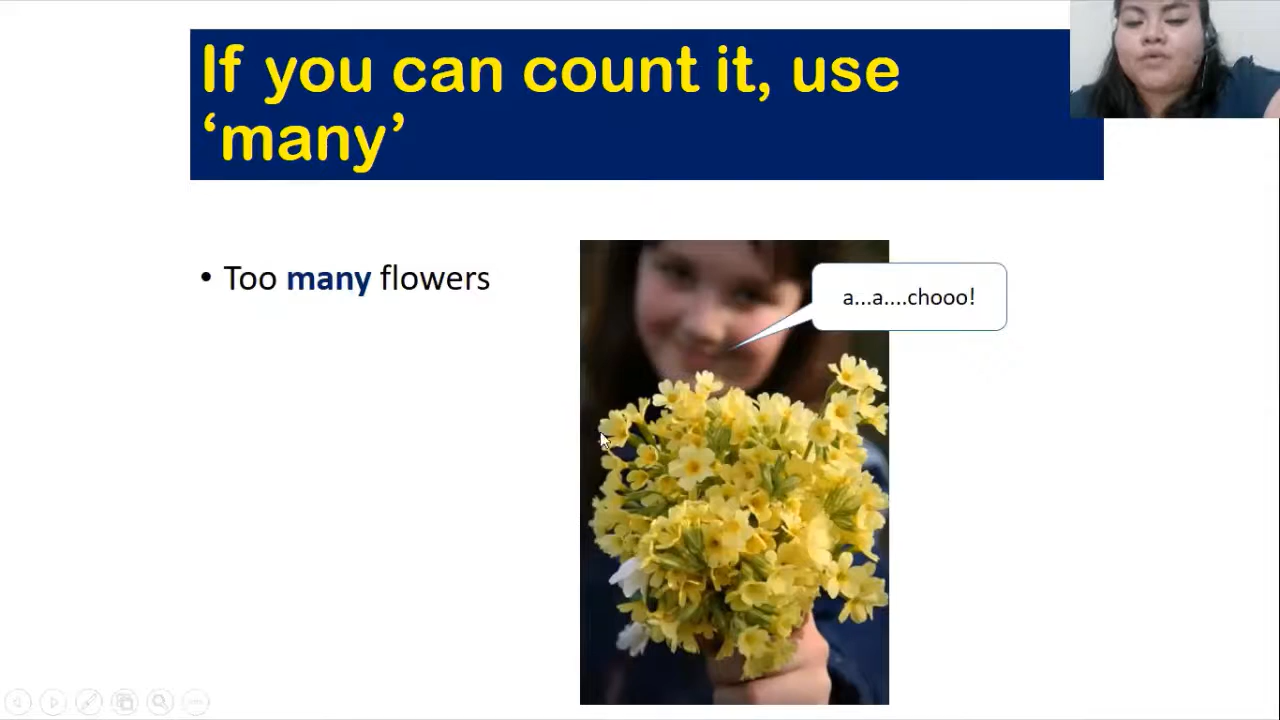 If you can count it, use
‘many’
• Too many flowers
a...a....chooo!